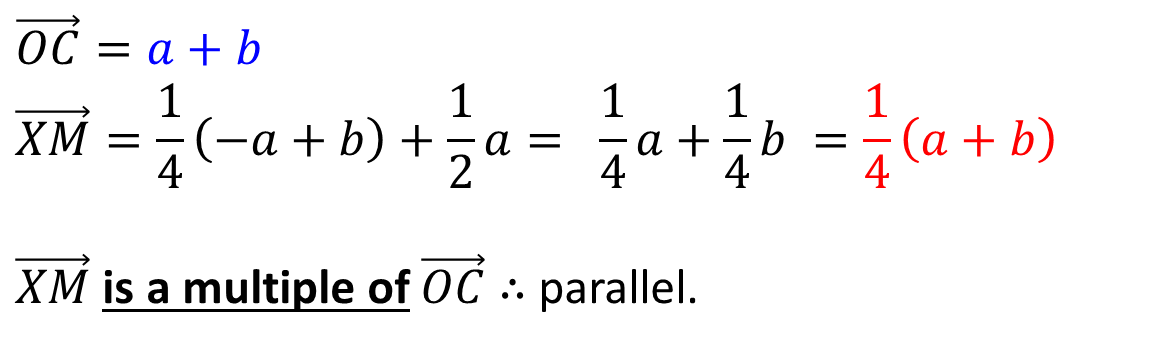 $\overrightarrow{OC} = a + b$
$\overrightarrow{XM} = \frac{1}{4}(-a + b) + \frac{1}{2}a = \frac{1}{4}a + \frac{1}{4}b = \frac{1}{4}(a + b)$
$\overrightarrow{XM}$ is a multiple of $\overrightarrow{OC}$ ∴ parallel.